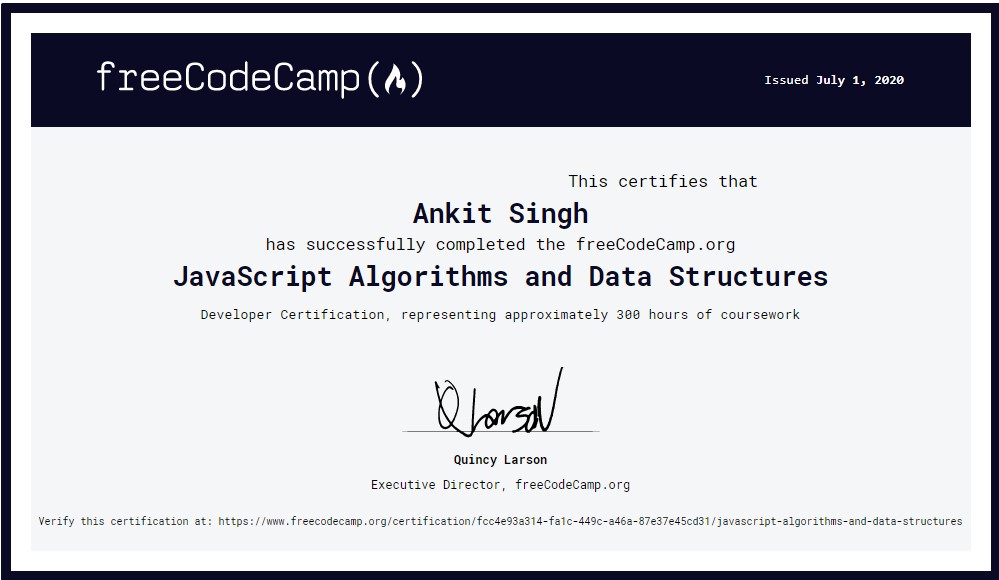 freeCodeCamp(🔥)
Issued July 1, 2020
This certifies that
Ankit Singh
has successfully completed the freeCodeCamp.org
JavaScript Algorithms and Data Structures
Developer Certification, representing approximately 300 hours of coursework
Q Larson
Quincy Larson
Executive Director, freeCodeCamp.org
Verify this certification at: https://www.freecodecamp.org/certification/fcc4e93a314-fa1c-449c-a46a-87e37e45cd31/javascript-algorithms-and-data-structures